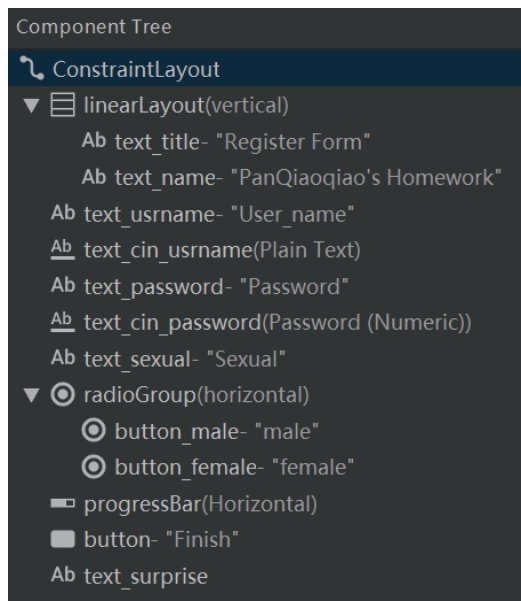 Component Tree
ConstraintLayout
linearLayout(vertical)
Ab text_title- "Register Form"
Ab text_name- "PanQiaoqiao's Homework"
Ab text_usrname- "User_name"
Ab text_cin_usrname(Plain Text)
Ab text_password- "Password"
Ab text_cin_password(Password (Numeric))
Ab text_sexual- "Sexual"
radioGroup(horizontal)
button_male- "male"
button_female- "female"
progressBar(Horizontal)
button- "Finish"
Ab text_surprise